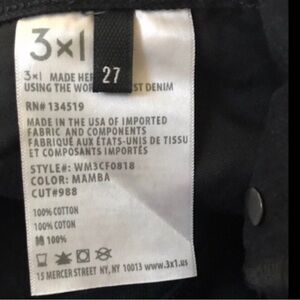 3×1
27
3×1 MADE HE
USING THE WOR ST DENIM
RN# 134519
MADE IN THE USA OF IMPORTED
FABRIC AND COMPONENTS
FABRIQUÉ AUX ÉTATS-UNIS DE TISSU
ET COMPOSANTS IMPORTÉS
STYLE#: WM3CF0818
COLOR: MAMBA
CUT#988
100% COTTON
100% COTON
棉 100%
15 MERCER STREET NY, NY 10013 www.3x1.us